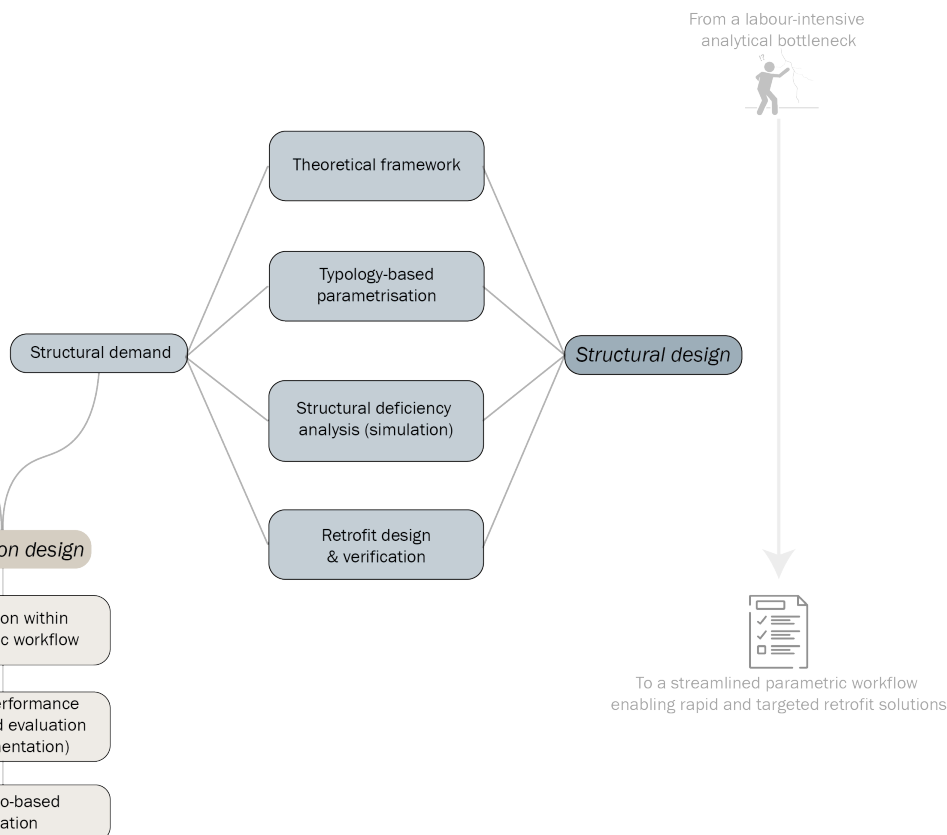 From a labour-intensive
analytical bottleneck
!?
Theoretical framework
Typology-based
parametrisation
Structural demand
Structural design
Structural deficiency
analysis (simulation)
Retrofit design
& verification
on design
on within
c workflow
erformance
d evaluation
entation)
o-based
ation
To a streamlined parametric workflow
enabling rapid and targeted retrofit solutions